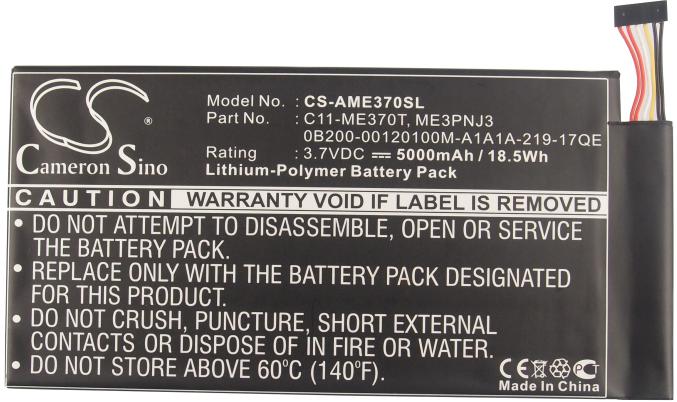 CS
®
Cameron Sino
Model No. : CS-AME370SL
Part No. : C11-ME370T, ME3PNJ3
0B200-00120100M-A1A1A-219-17QE
Rating : 3.7VDC ⎓ 5000mAh / 18.5Wh
Lithium-Polymer Battery Pack
CAUTION WARRANTY VOID IF LABEL IS REMOVED
• DO NOT ATTEMPT TO DISASSEMBLE, OPEN OR SERVICE
THE BATTERY PACK.
• REPLACE ONLY WITH THE BATTERY PACK DESIGNATED
FOR THIS PRODUCT.
• DO NOT CRUSH, PUNCTURE, SHORT EXTERNAL
CONTACTS OR DISPOSE OF IN FIRE OR WATER.
• DO NOT STORE ABOVE 60°C (140°F)
CE
Made In China